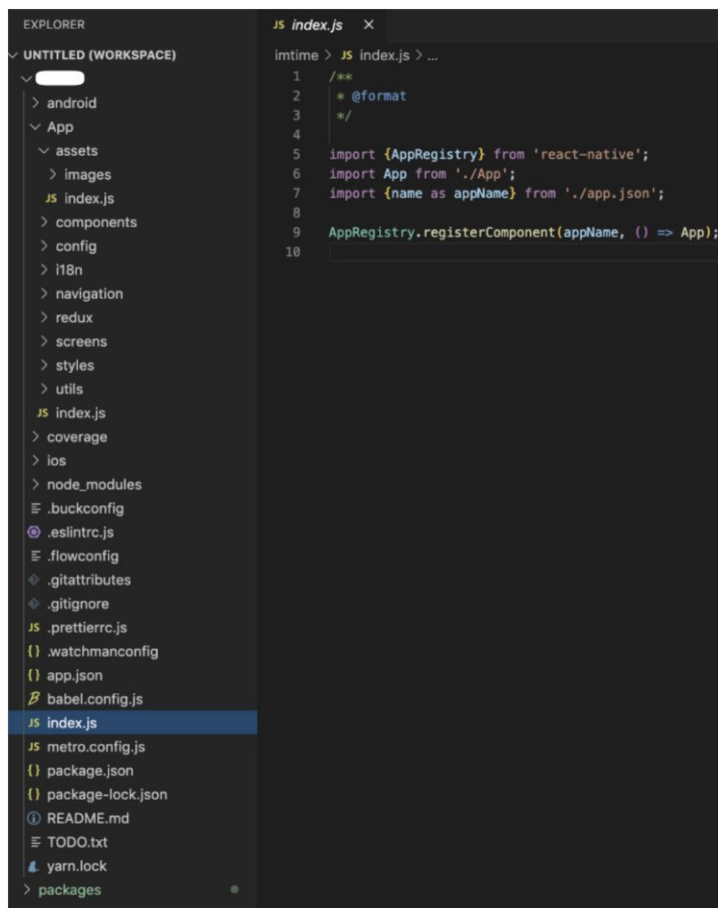 EXPLORER
UNTITLED (WORKSPACE)
android
App
assets
images
JS index.js
components
config
i18n
navigation
redux
screens
styles
utils
JS index.js
coverage
ios
node_modules
.buckconfig
.eslintrc.js
.flowconfig
.gitattributes
.gitignore
JS .prettierrc.js
{} .watchmanconfig
{} app.json
babel.config.js
JS index.js
JS metro.config.js
{} package.json
{} package-lock.json
README.md
TODO.txt
yarn.lock
packages
JS index.js ×
imtime > JS index.js > ...
1 /**
2 * @format
3 */
4
5 import {AppRegistry} from 'react-native';
6 import App from './App';
7 import {name as appName} from './app.json';
8
9 AppRegistry.registerComponent(appName, () => App);
10